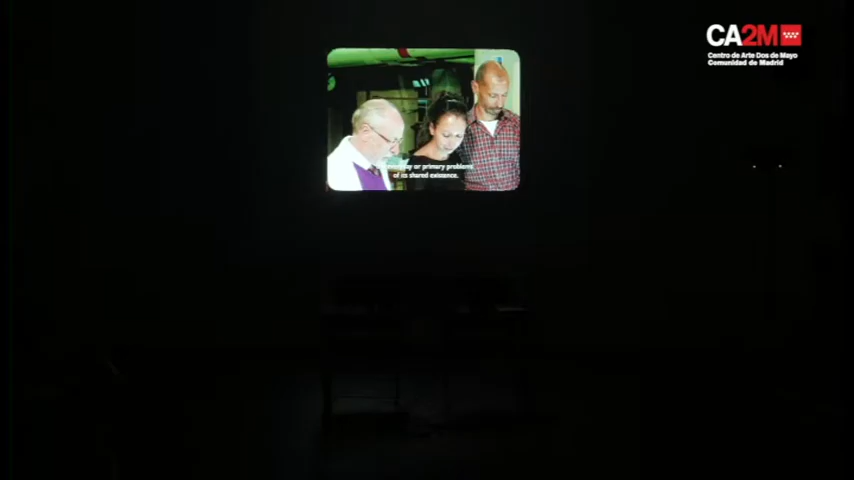 CA2M
Centro de Arte Dos de Mayo
Comunidad de Madrid
or primary problems
of its shared existence.